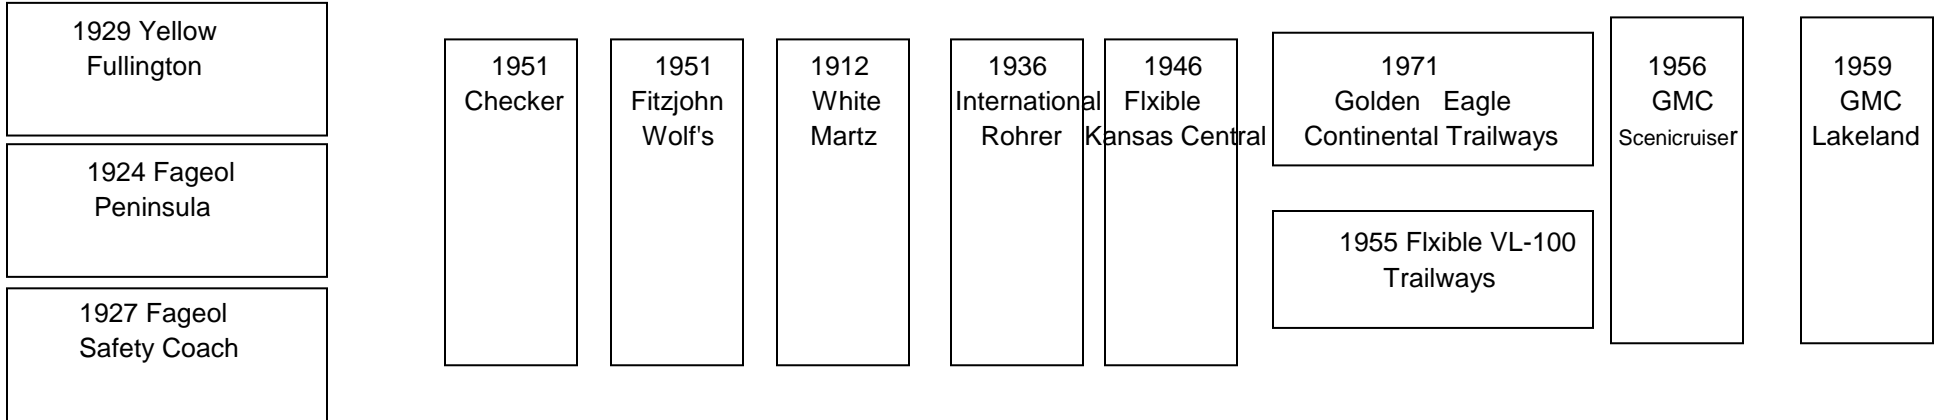 1929 Yellow
Fullington
1924 Fageol
Peninsula
1927 Fageol
Safety Coach
1951
Checker
1951
Fitzjohn
Wolf's
1912
White
Martz
1936
International
Rohrer
1946
Flxible
Kansas Central
1971
Golden Eagle
Continental Trailways
1955 Flxible VL-100
Trailways
1956
GMC
Scenicruiser
1959
GMC
Lakeland